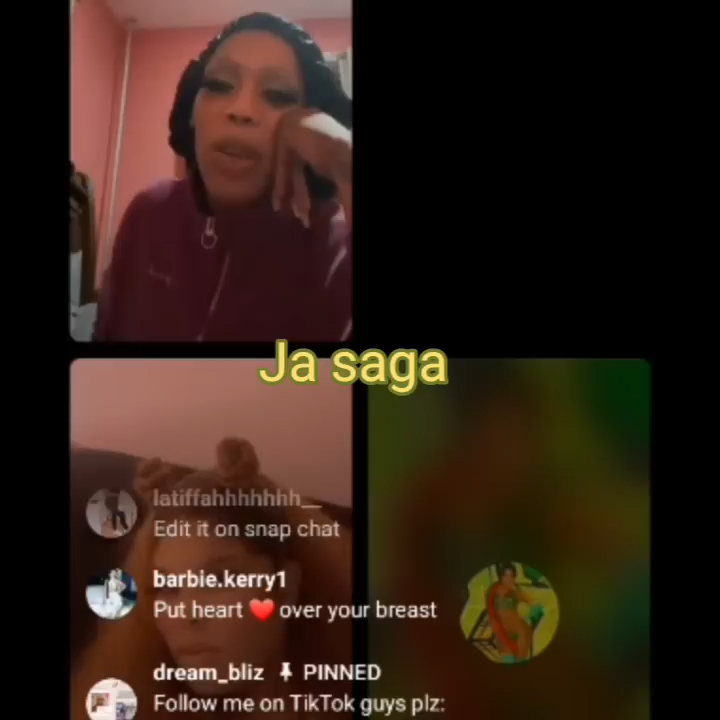 Ja saga
latiffahhhhhhh__
Edit it on snap chat
barbie.kerry1
Put heart ❤️ over your breast
dream_bliz 📌 PINNED
Follow me on TikTok guys plz: